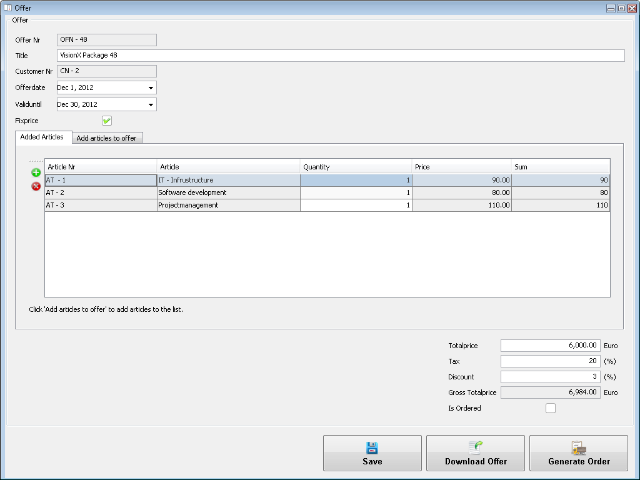 Offer
Offer
Offer Nr OFN - 48
Title VisionX Package 48
Customer Nr CN - 2
Offerdate Dec 1, 2012
Validuntil Dec 30, 2012
Fixprice
Added Articles Add articles to offer
Article Nr Article Quantity Price Sum
AT - 1 IT - Infrustructure 1 90.00 90
AT - 2 Software development 1 80.00 80
AT - 3 Projectmanagement 1 110.00 110
Click 'Add articles to offer' to add articles to the list.
Totalprice 6,000.00 Euro
Tax 20 (%)
Discount 3 (%)
Gross Totalprice 6,984.00 Euro
Is Ordered
Save Download Offer Generate Order